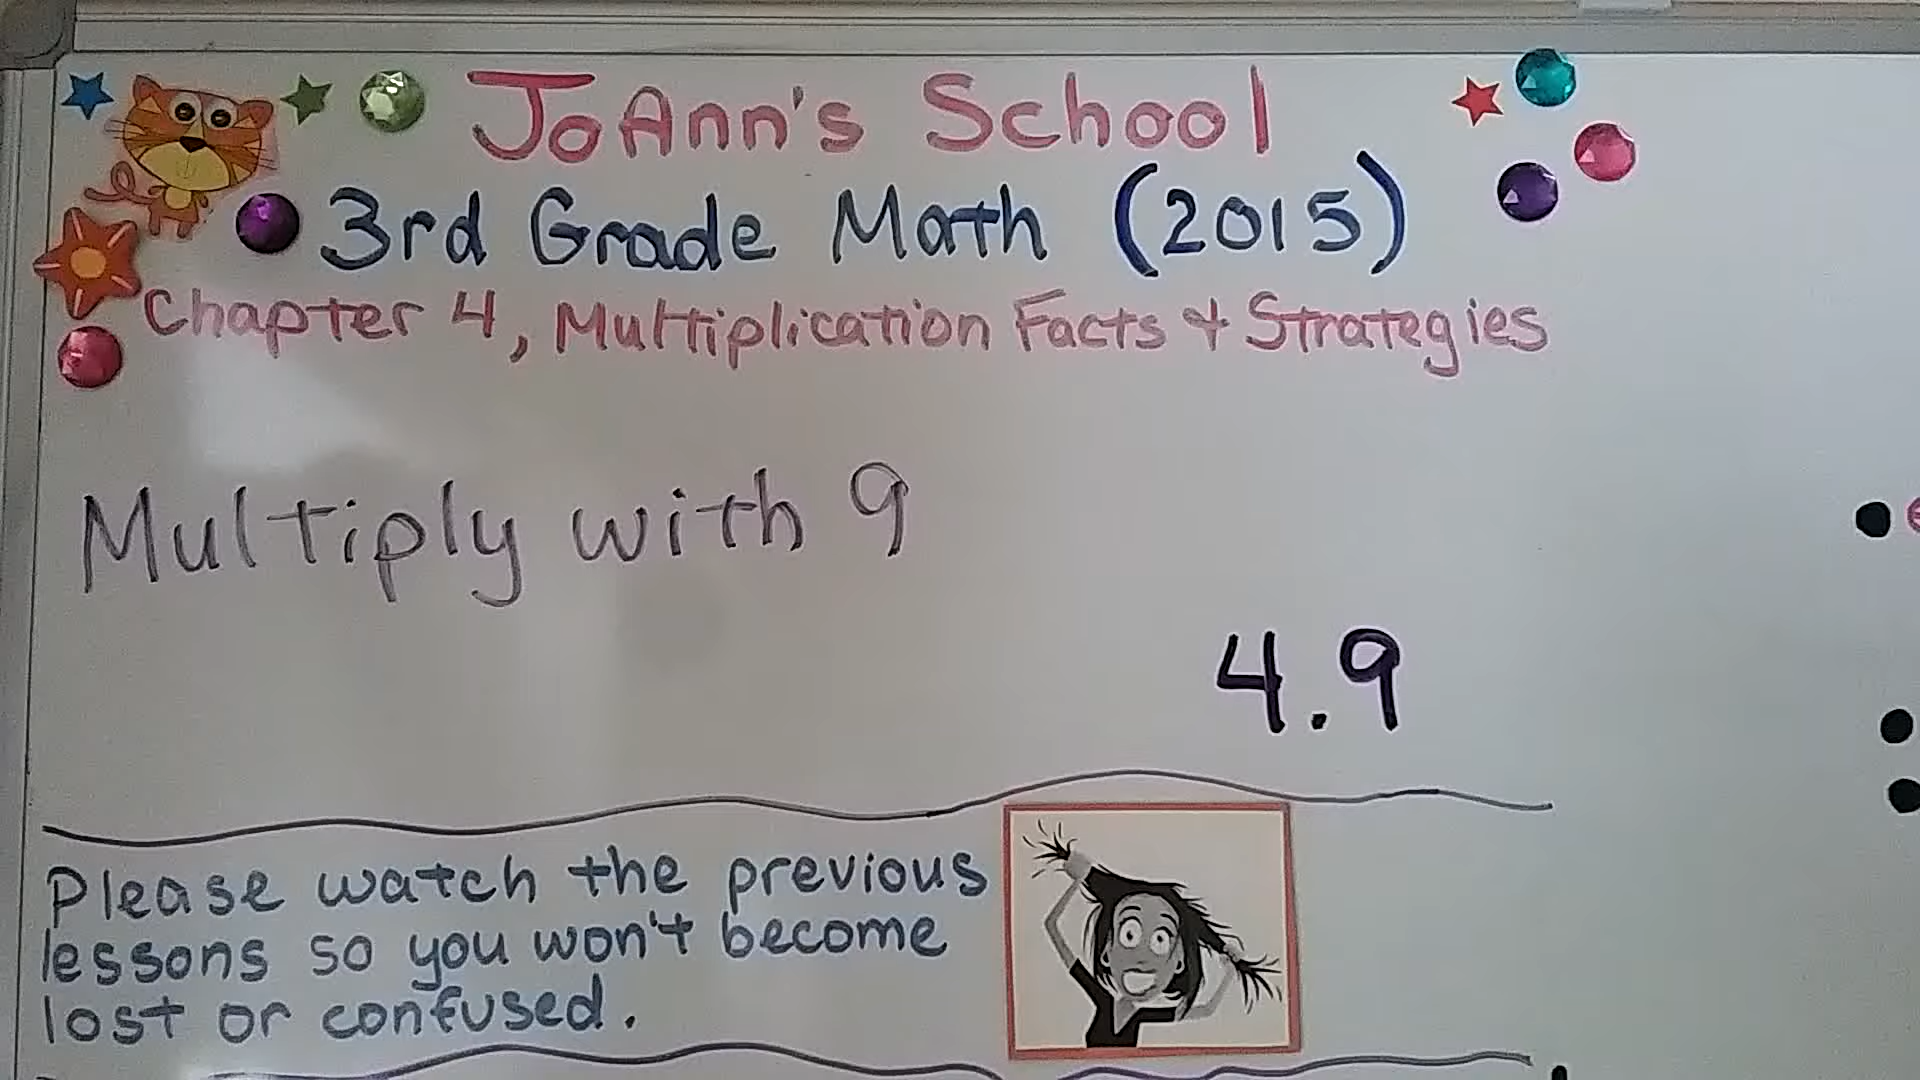 JoAnn's School
3rd Grade Math (2015)
Chapter 4, Multiplication Facts & Strategies
Multiply with 9
4.9
Please watch the previous
lessons so you won't become
lost or confused.